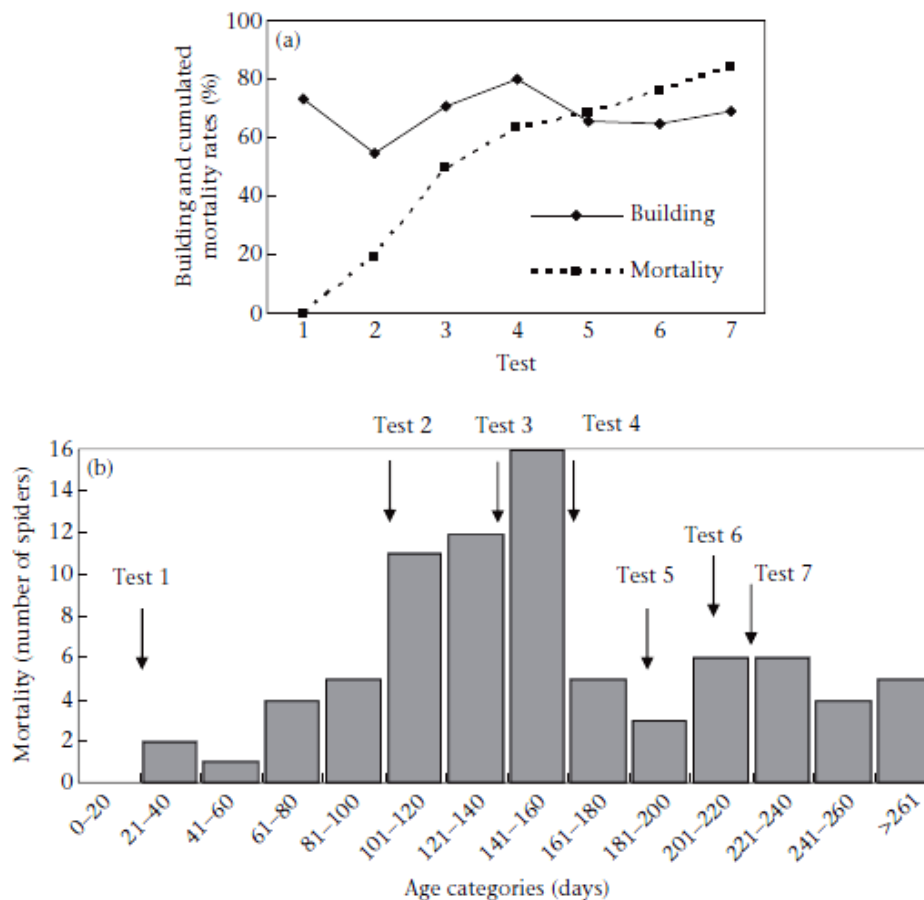 100
(a)
80
60
40
20
0
Building and cumulated
mortality rates (%)
Building
Mortality
1 2 3 4 5 6 7
Test
16
(b)
14
12
10
8
6
4
2
0
Mortality (number of spiders)
Test 1
Test 2
Test 3
Test 4
Test 5
Test 6
Test 7
0–20
21–40
41–60
61–80
81–100
101–120
121–140
141–160
161–180
181–200
201–220
221–240
241–260
>261
Age categories (days)